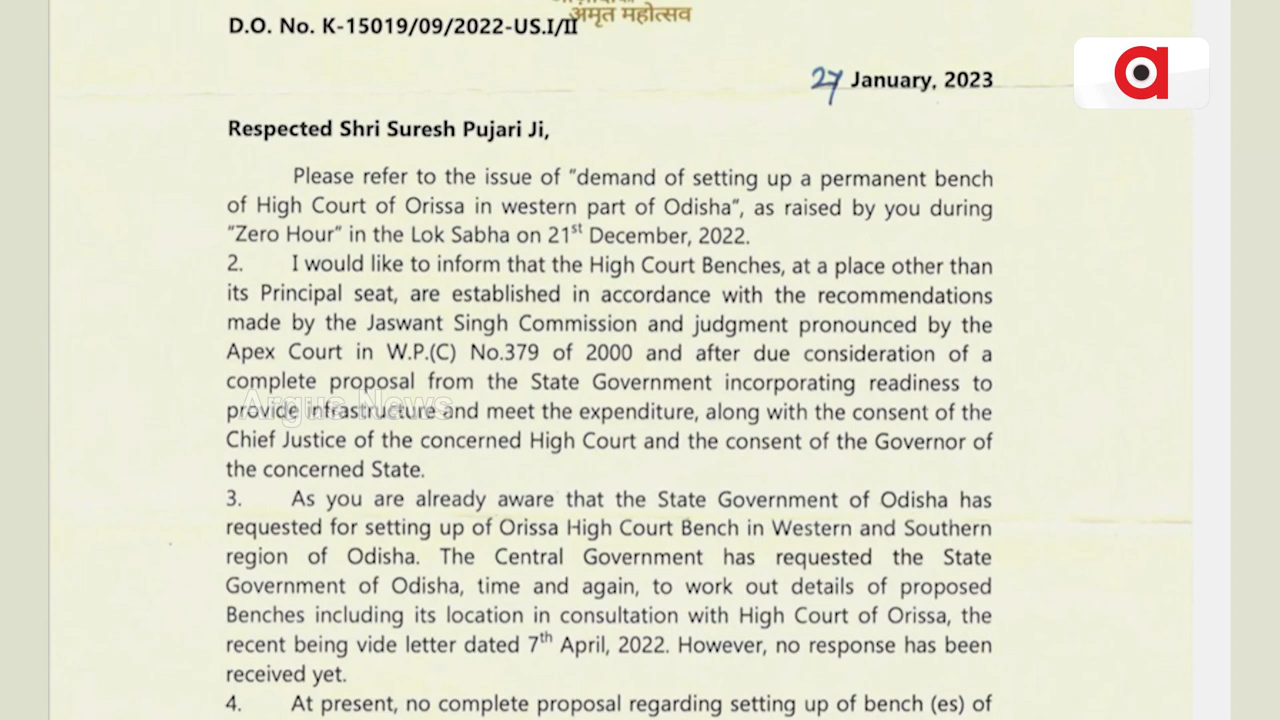 अमृत महोत्सव
D.O. No. K-15019/09/2022-US.I/II
27 January, 2023
Respected Shri Suresh Pujari Ji,
Please refer to the issue of "demand of setting up a permanent bench
of High Court of Orissa in western part of Odisha", as raised by you during
"Zero Hour" in the Lok Sabha on 21st December, 2022.
2. I would like to inform that the High Court Benches, at a place other than
its Principal seat, are established in accordance with the recommendations
made by the Jaswant Singh Commission and judgment pronounced by the
Apex Court in W.P.(C) No.379 of 2000 and after due consideration of a
complete proposal from the State Government incorporating readiness to
provide infrastructure and meet the expenditure, along with the consent of the
Argus News
Chief Justice of the concerned High Court and the consent of the Governor of
the concerned State.
3. As you are already aware that the State Government of Odisha has
requested for setting up of Orissa High Court Bench in Western and Southern
region of Odisha. The Central Government has requested the State
Government of Odisha, time and again, to work out details of proposed
Benches including its location in consultation with High Court of Orissa, the
recent being vide letter dated 7th April, 2022. However, no response has been
received yet.
4. At present, no complete proposal regarding setting up of bench (es) of